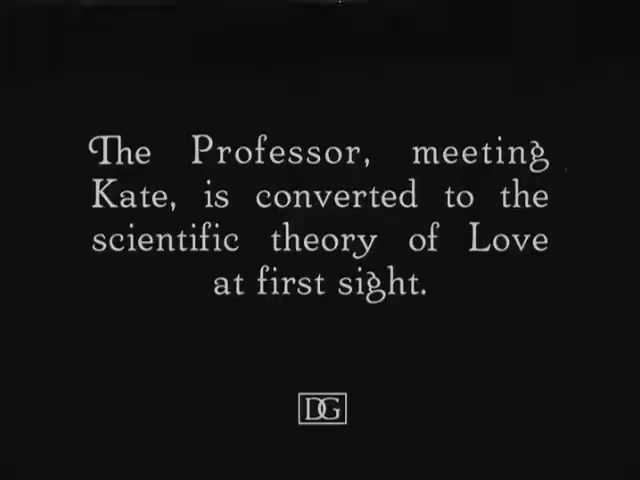 The Professor, meeting
Kate, is converted to the
scientific theory of Love
at first sight.
DG